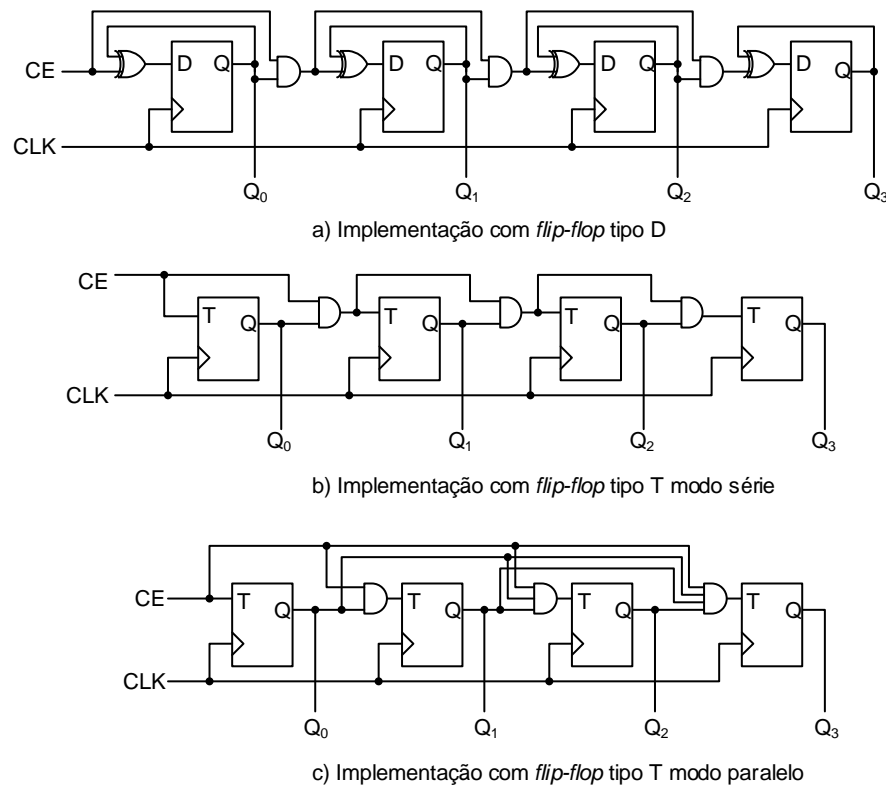 CE
D Q
D Q
D Q
D Q
CLK
Q0 Q1 Q2 Q3
a) Implementação com flip-flop tipo D
CE
T Q
T Q
T Q
T Q
CLK
Q0 Q1 Q2 Q3
b) Implementação com flip-flop tipo T modo série
CE
T Q
T Q
T Q
T Q
CLK
Q0 Q1 Q2 Q3
c) Implementação com flip-flop tipo T modo paralelo